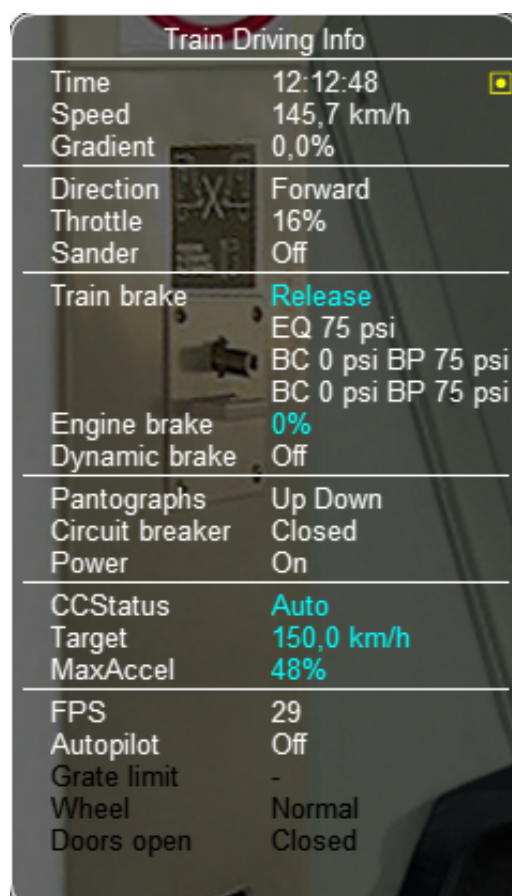 Train Driving Info
Time 12:12:48
Speed 145,7 km/h
Gradient 0,0%
Direction Forward
Throttle 16%
Sander Off
Train brake Release
EQ 75 psi
BC 0 psi BP 75 psi
BC 0 psi BP 75 psi
Engine brake 0%
Dynamic brake Off
Pantographs Up Down
Circuit breaker Closed
Power On
CCStatus Auto
Target 150,0 km/h
MaxAccel 48%
FPS 29
Autopilot Off
Grate limit -
Wheel Normal
Doors open Closed